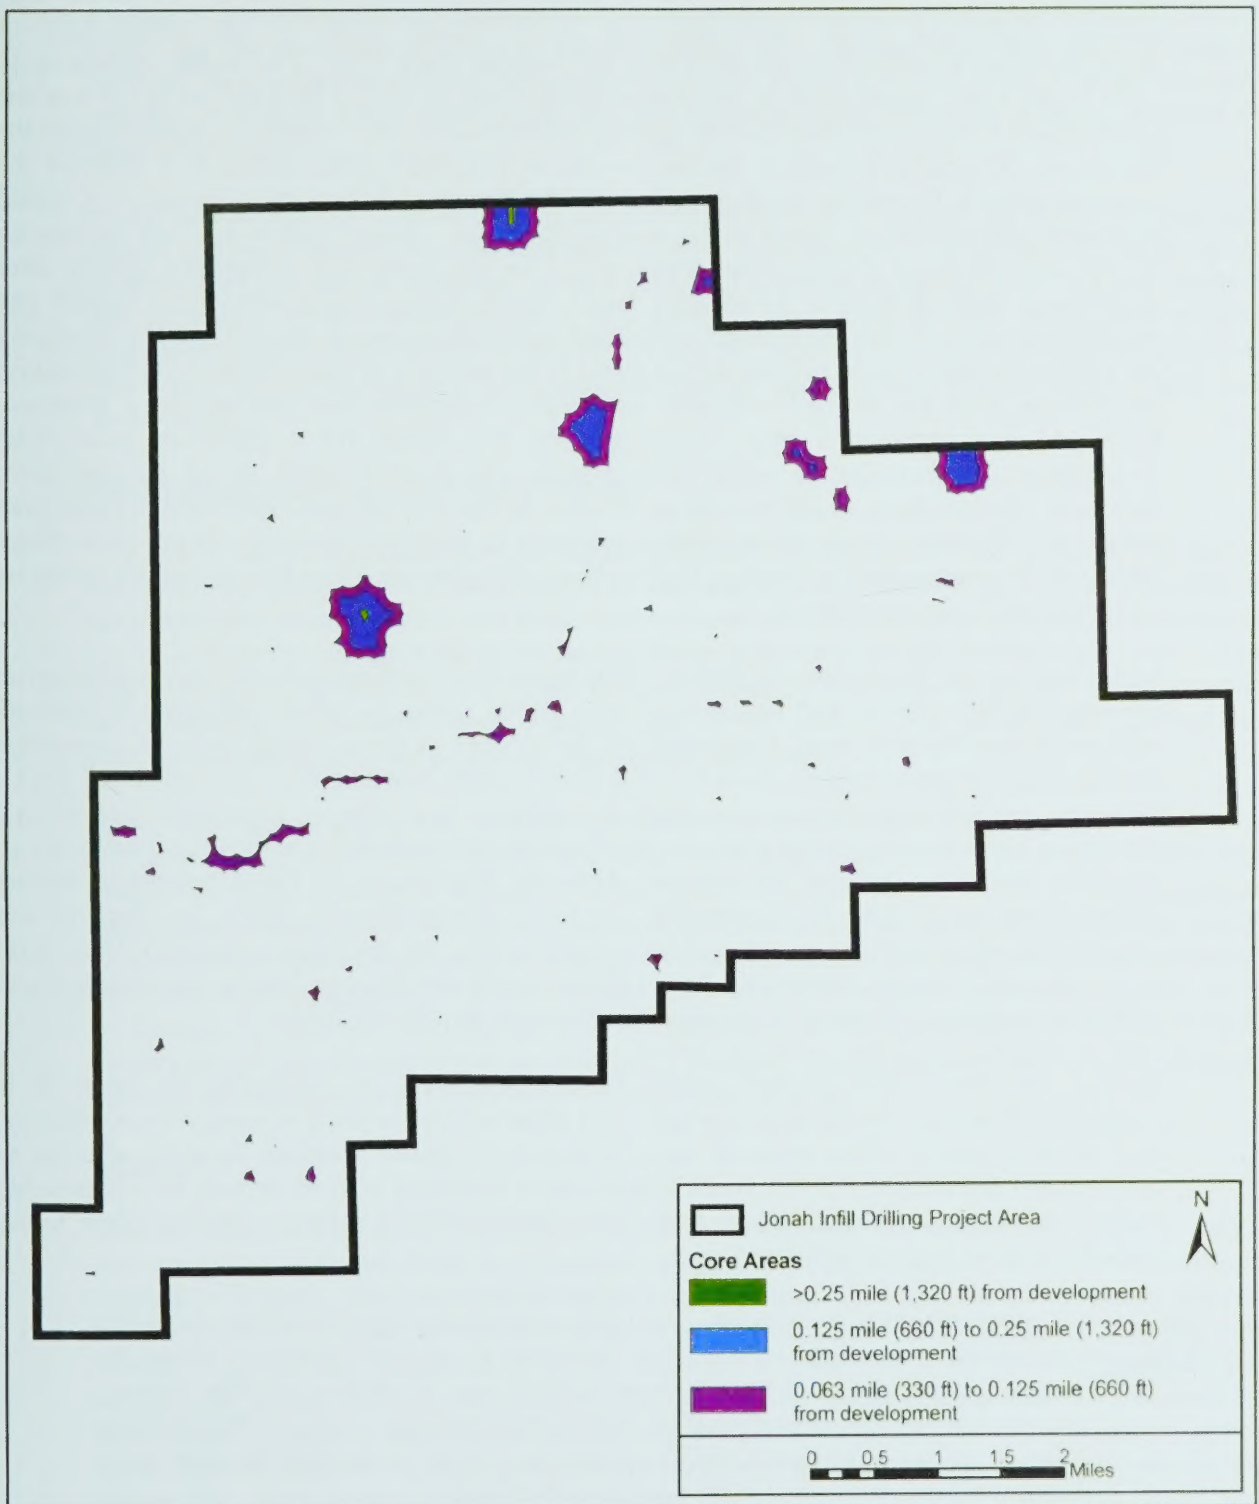 N
Jonah Infill Drilling Project Area
Core Areas
>0.25 mile (1,320 ft) from development
0.125 mile (660 ft) to 0.25 mile (1,320 ft)
from development
0.063 mile (330 ft) to 0.125 mile (660 ft)
from development
0 0.5 1 1.5 2
Miles